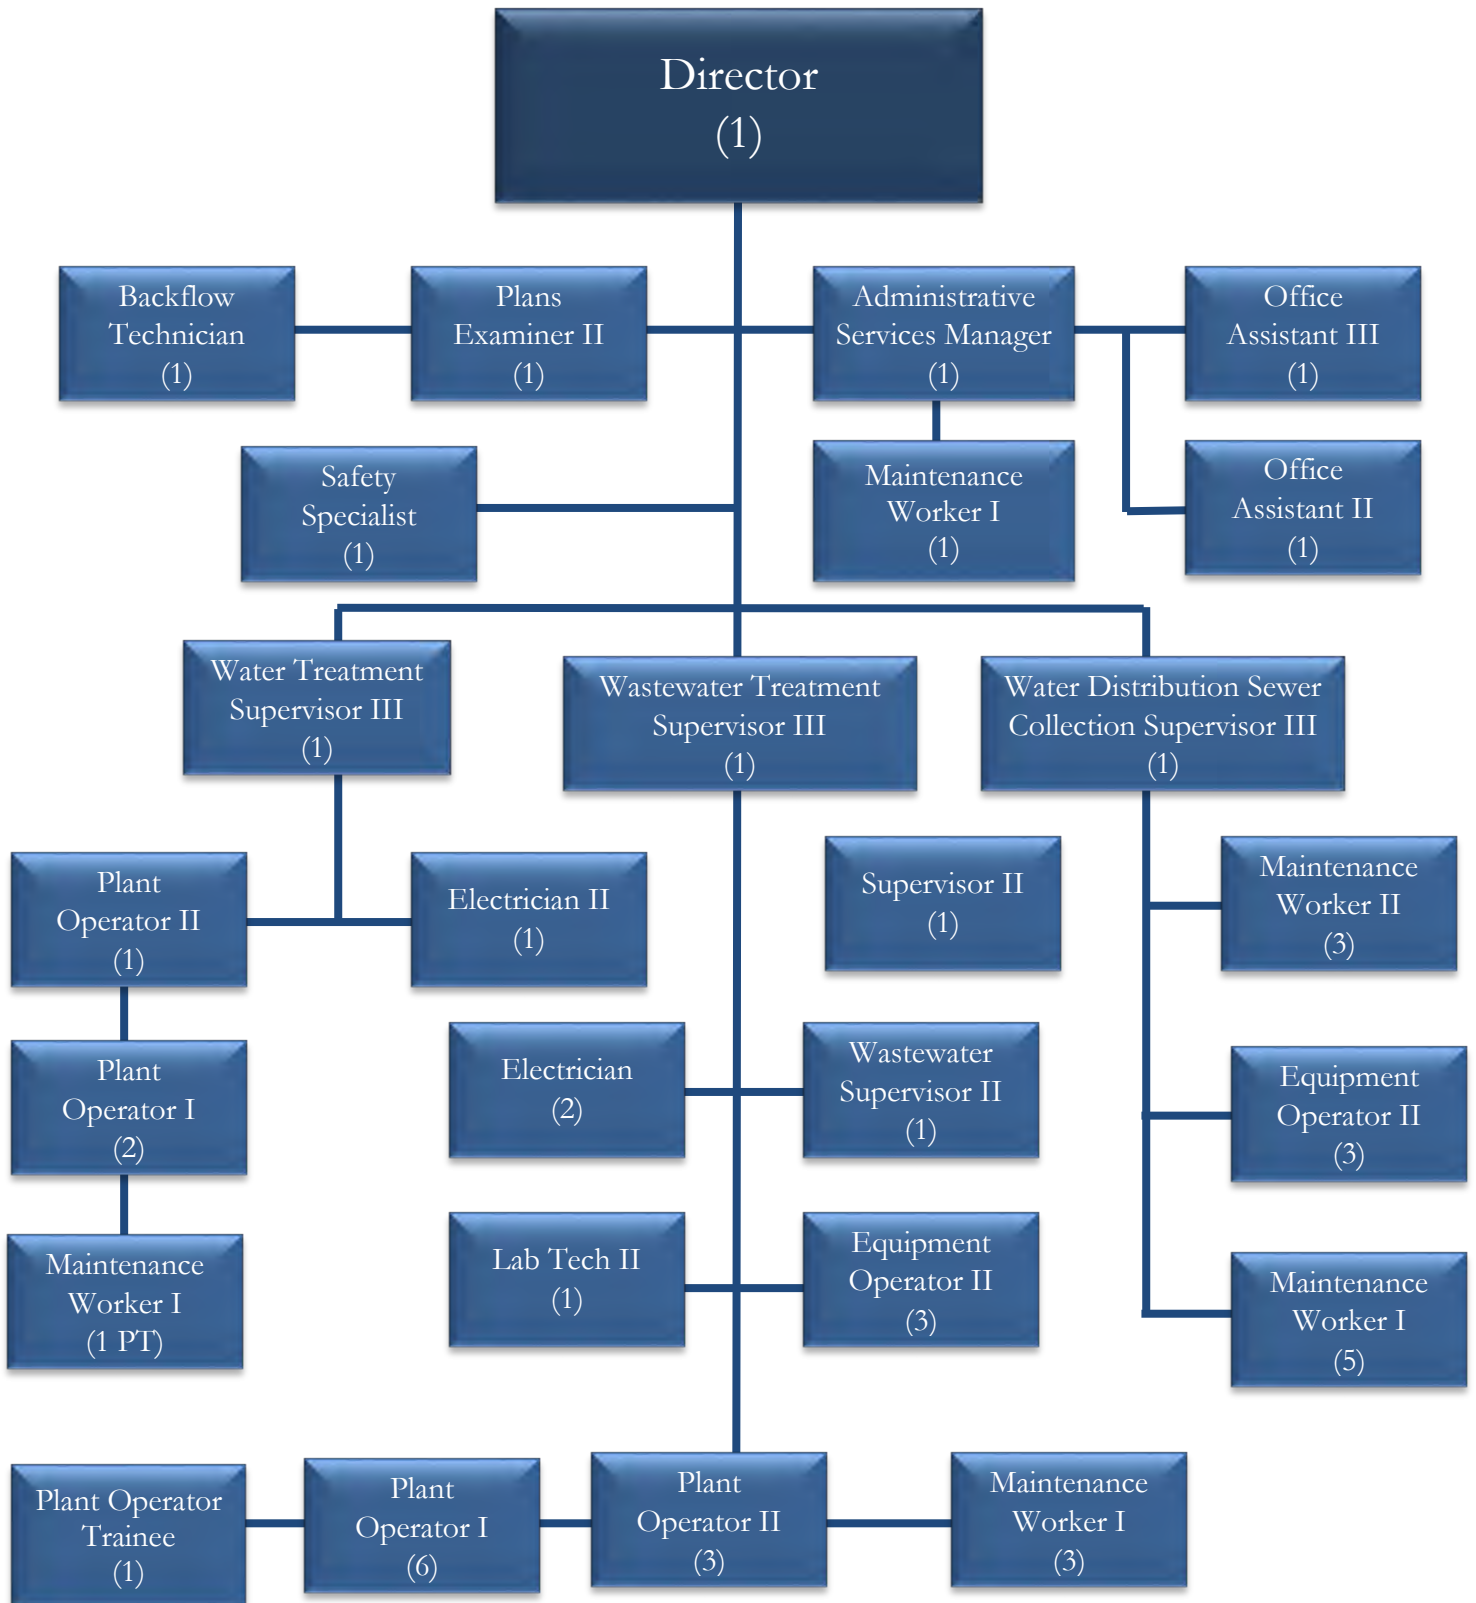 Director
(1)
Backflow
Technician
(1)
Plans
Examiner II
(1)
Administrative
Services Manager
(1)
Office
Assistant III
(1)
Safety
Specialist
(1)
Maintenance
Worker I
(1)
Office
Assistant II
(1)
Water Treatment
Supervisor III
(1)
Wastewater Treatment
Supervisor III
(1)
Water Distribution Sewer
Collection Supervisor III
(1)
Plant
Operator II
(1)
Electrician II
(1)
Supervisor II
(1)
Maintenance
Worker II
(3)
Plant
Operator I
(2)
Electrician
(2)
Wastewater
Supervisor II
(1)
Equipment
Operator II
(3)
Maintenance
Worker I
(1 PT)
Lab Tech II
(1)
Equipment
Operator II
(3)
Maintenance
Worker I
(5)
Plant Operator
Trainee
(1)
Plant
Operator I
(6)
Plant
Operator II
(3)
Maintenance
Worker I
(3)